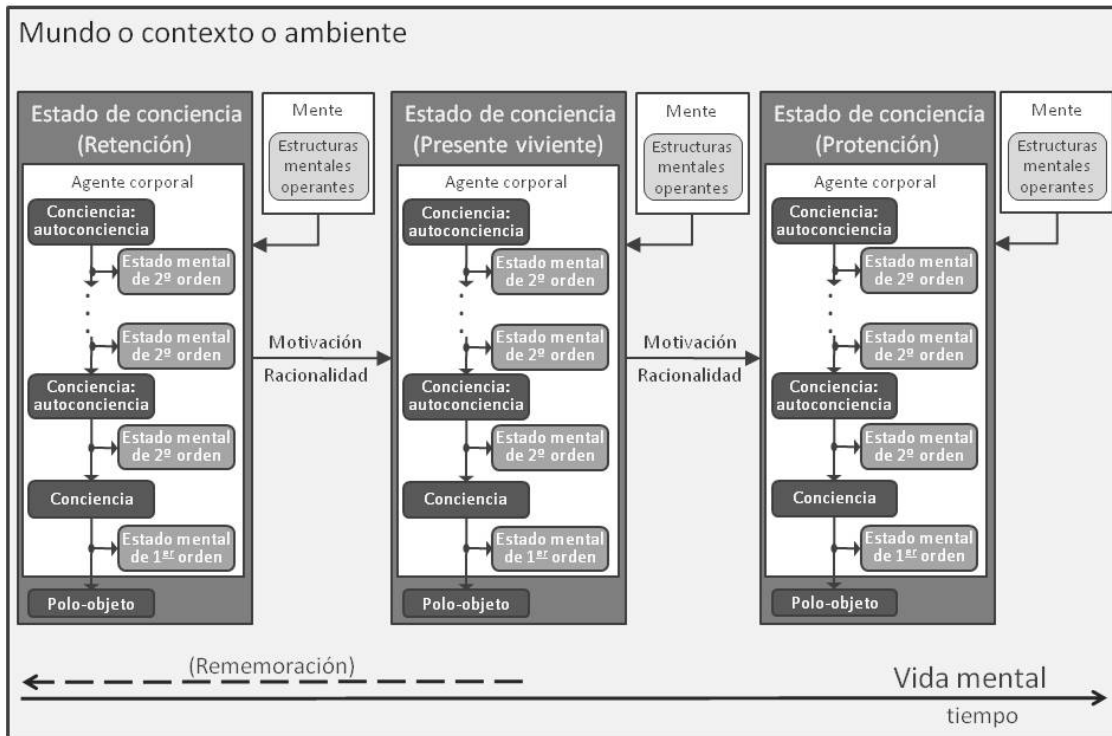 Mundo o contexto o ambiente
Estado de conciencia
(Retención)
Agente corporal
Conciencia:
autoconciencia
Estado mental
de 2º orden
Estado mental
de 2º orden
Conciencia:
autoconciencia
Estado mental
de 2º orden
Conciencia
Estado mental
de 1er orden
Polo-objeto
Mente
Estructuras
mentales
operantes
Motivación
Racionalidad
Estado de conciencia
(Presente viviente)
Agente corporal
Conciencia:
autoconciencia
Estado mental
de 2º orden
Estado mental
de 2º orden
Conciencia:
autoconciencia
Estado mental
de 2º orden
Conciencia
Estado mental
de 1er orden
Polo-objeto
Mente
Estructuras
mentales
operantes
Motivación
Racionalidad
Estado de conciencia
(Protención)
Agente corporal
Conciencia:
autoconciencia
Estado mental
de 2º orden
Estado mental
de 2º orden
Conciencia:
autoconciencia
Estado mental
de 2º orden
Conciencia
Estado mental
de 1er orden
Polo-objeto
Mente
Estructuras
mentales
operantes
(Rememoración)
Vida mental
tiempo